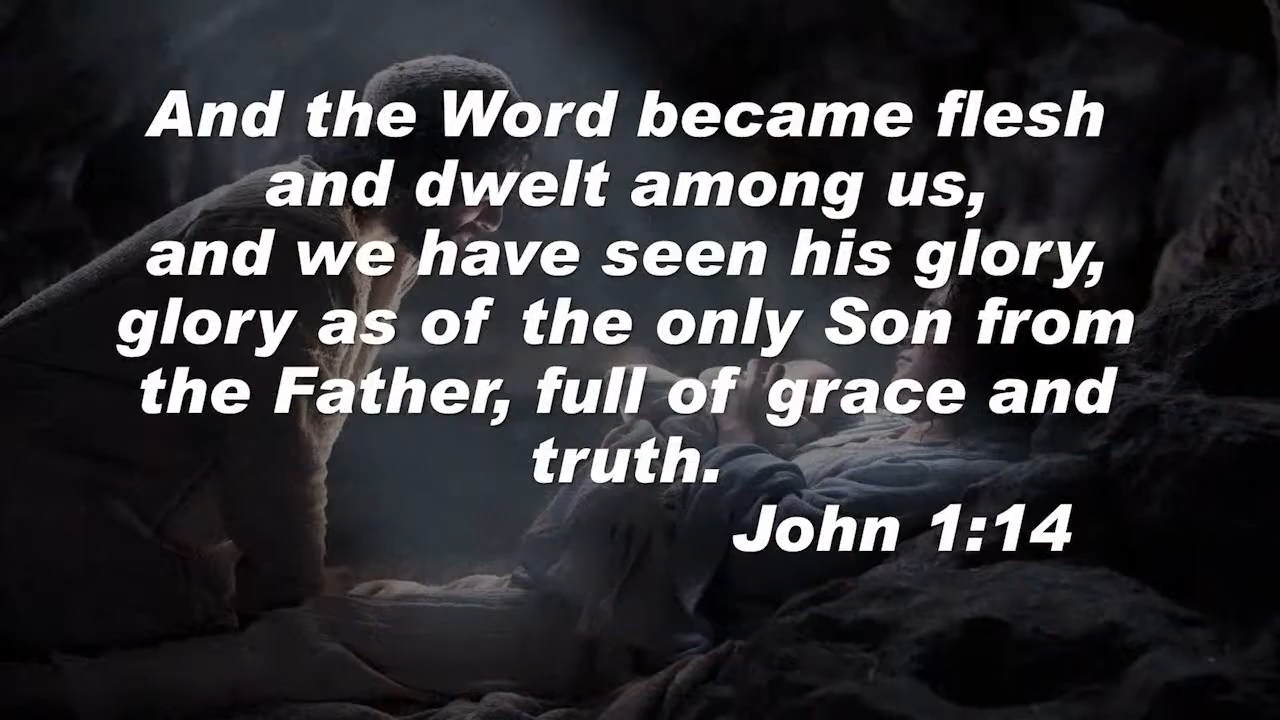 And the Word became flesh
and dwelt among us,
and we have seen his glory,
glory as of the only Son from
the Father, full of grace and
truth.
John 1:14